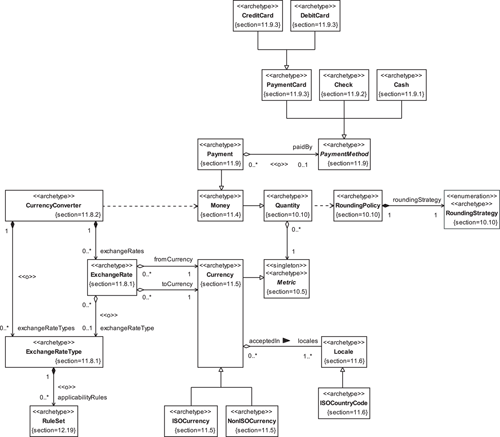 <<archetype>>
CreditCard
{section=11.9.3}
<<archetype>>
DebitCard
{section=11.9.3}
<<archetype>>
PaymentCard
{section=11.9.3}
<<archetype>>
Check
{section=11.9.2}
<<archetype>>
Cash
{section=11.9.1}
<<archetype>>
Payment
{section=11.9}
paidBy
0..*
<<o>>
0..1
<<archetype>>
PaymentMethod
{section=11.9}
<<archetype>>
CurrencyConverter
{section=11.8.2}
<<archetype>>
Money
{section=11.4}
<<archetype>>
Quantity
{section=10.10}
<<archetype>>
RoundingPolicy
{section=10.10}
roundingStrategy
1
1
<<enumeration>>
RoundingStrategy
{section=10.10}
1
1
0..*
0..*
exchangeRates
1
<<o>>
<<archetype>>
ExchangeRate
{section=11.8.1}
fromCurrency
0..*
1
toCurrency
0..*
1
<<archetype>>
Currency
{section=11.5}
<<singleton>>
<<archetype>>
Metric
{section=10.5}
0..*
<<o>>
0..1
exchangeRateType
0..*
exchangeRateTypes
<<archetype>>
ExchangeRateType
{section=11.8.1}
acceptedIn
locales
0..*
1..*
<<archetype>>
Locale
{section=11.6}
1
<<o>>
0..*
applicabilityRules
<<archetype>>
RuleSet
{section=12.19}
<<archetype>>
ISOCurrency
{section=11.5}
<<archetype>>
NonISOCurrency
{section=11.5}
<<archetype>>
ISOCountryCode
{section=11.6}